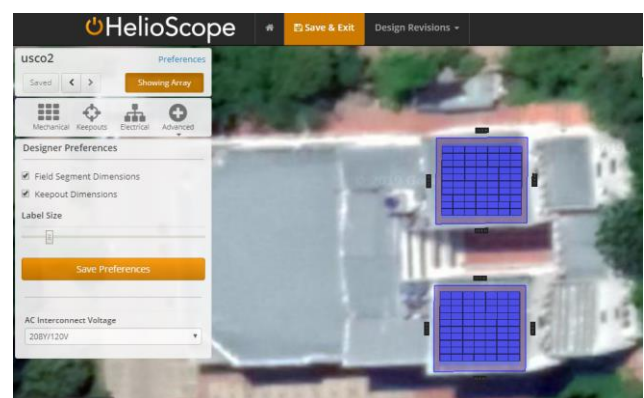 HelioScope
Save & Exit
Design Revisions
usco2
Preferences
Saved
Showing Array
Mechanical
Keepouts
Electrical
Advanced
Designer Preferences
Field Segment Dimensions
Keepout Dimensions
Label Size
Save Preferences
AC Interconnect Voltage
208Y/120V